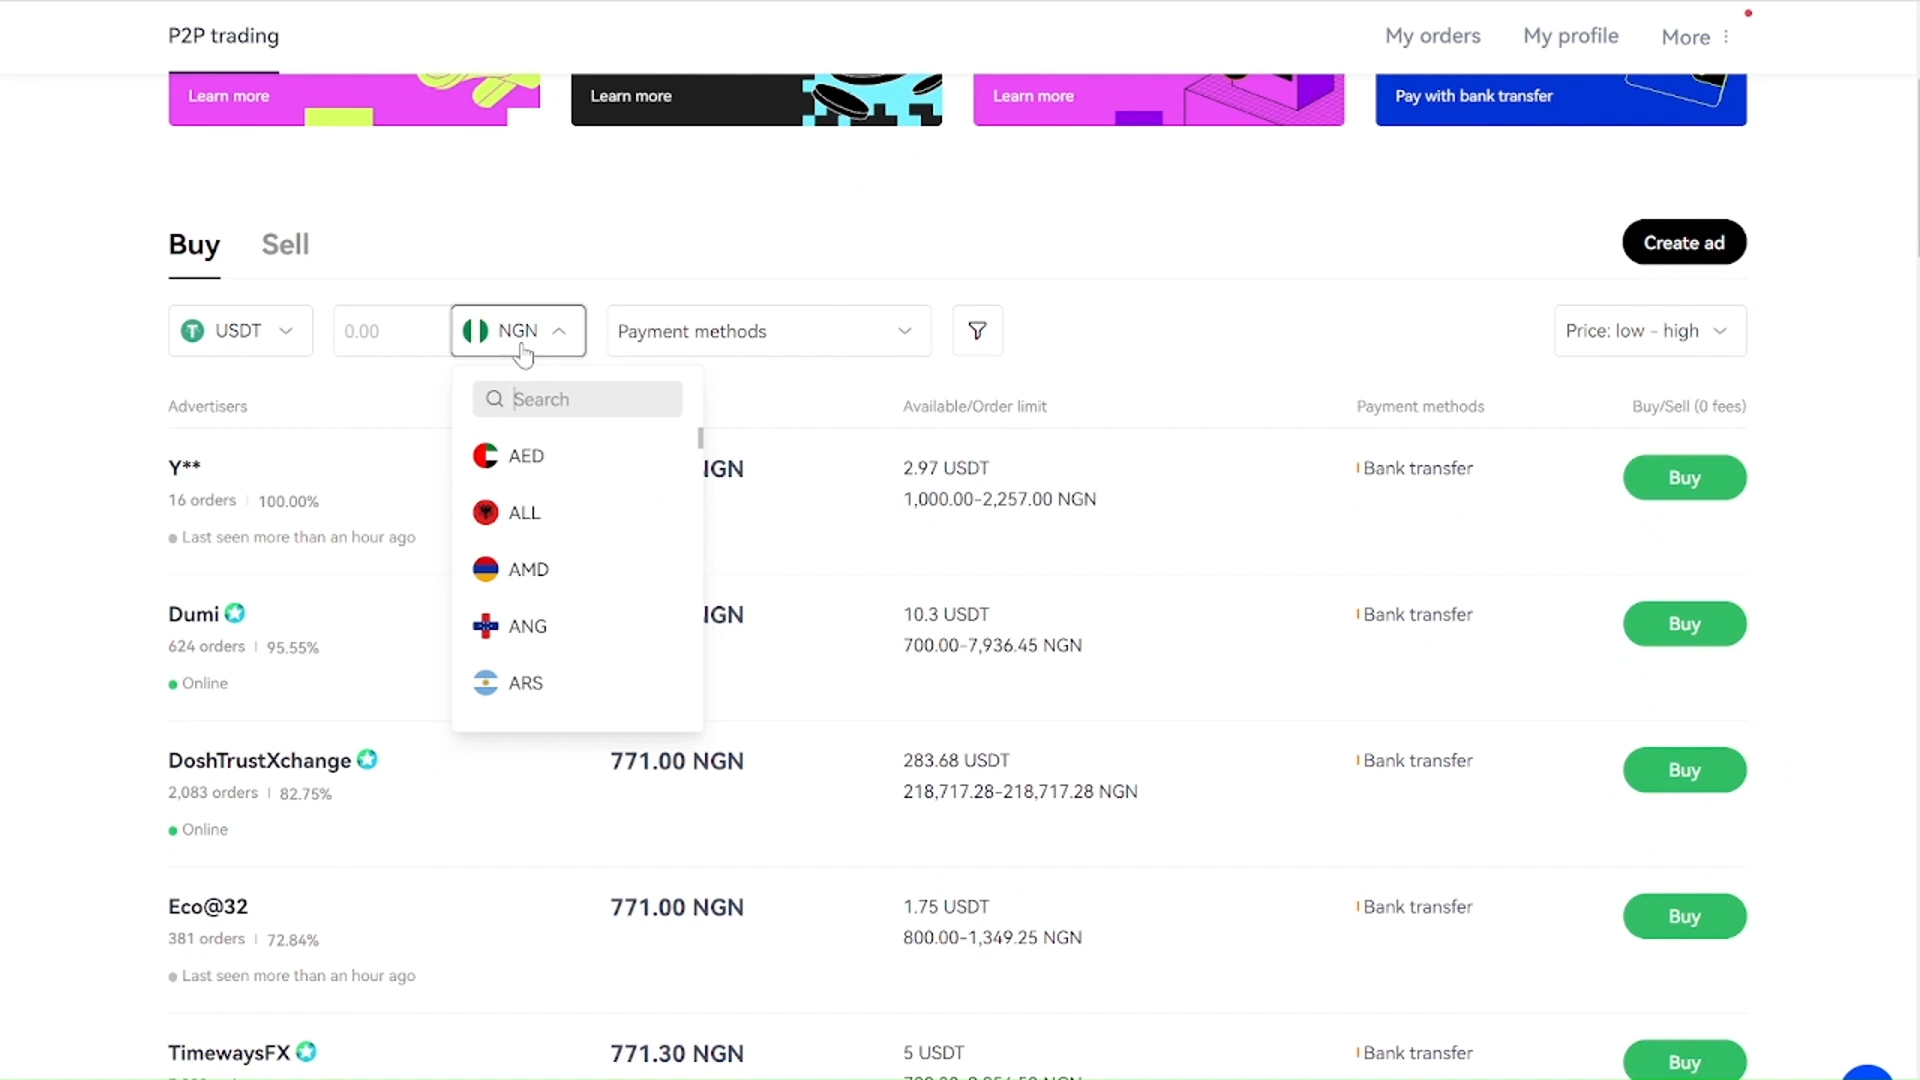 P2P trading
My orders
My profile
More
Learn more
Learn more
Learn more
Pay with bank transfer
Buy
Sell
Create ad
USDT
0.00
NGN
Payment methods
Price: low - high
Search
AED
ALL
AMD
ANG
ARS
Advertisers
Available/Order limit
Payment methods
Buy/Sell (0 fees)
Y**
16 orders | 100.00%
Last seen more than an hour ago
2.97 USDT
1,000.00-2,257.00 NGN
Bank transfer
Buy
Dumi
624 orders | 95.55%
Online
10.3 USDT
700.00-7,936.45 NGN
Bank transfer
Buy
DoshTrustXchange
2,083 orders | 82.75%
Online
771.00 NGN
283.68 USDT
218,717.28-218,717.28 NGN
Bank transfer
Buy
Eco@32
381 orders | 72.84%
Last seen more than an hour ago
771.00 NGN
1.75 USDT
800.00-1,349.25 NGN
Bank transfer
Buy
TimewaysFX
771.30 NGN
5 USDT
Bank transfer
Buy